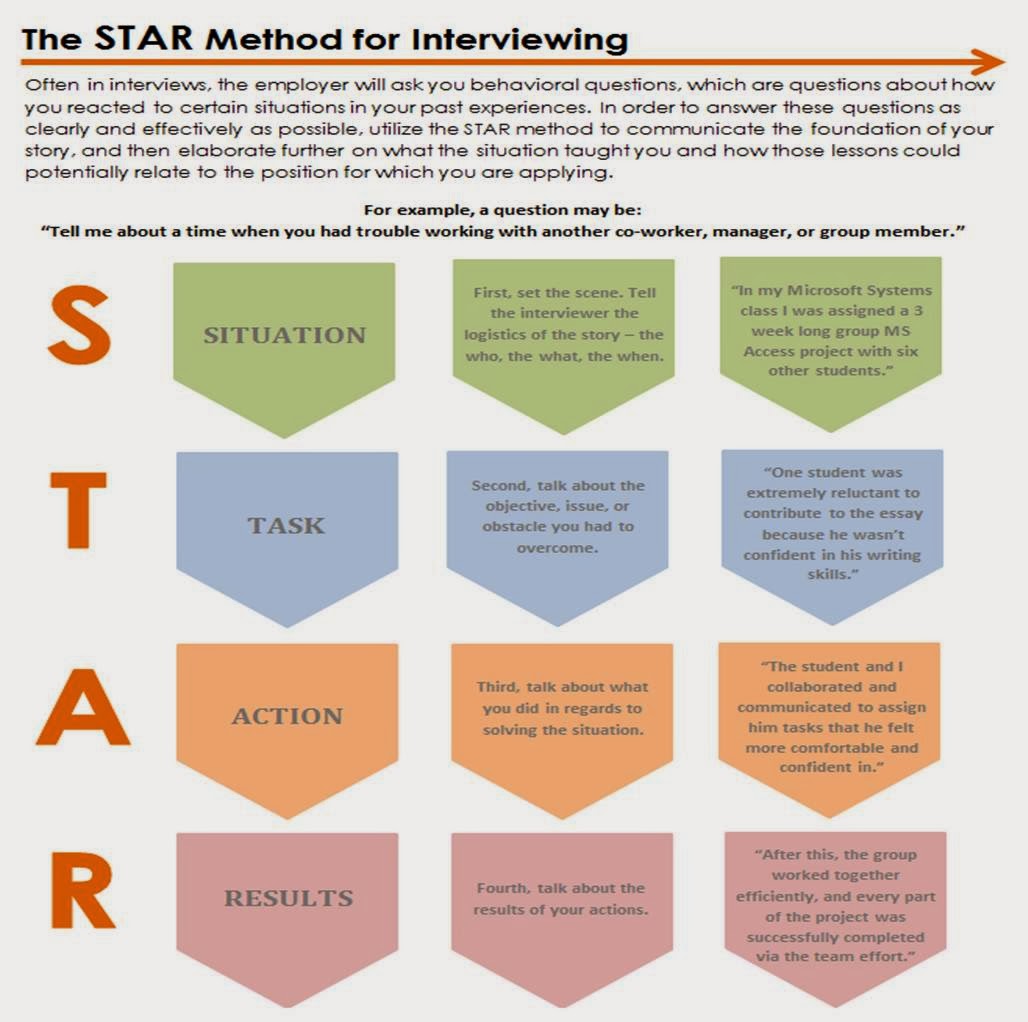 The STAR Method for Interviewing
Often in interviews, the employer will ask you behavioral questions, which are questions about how
you reacted to certain situations in your past experiences. In order to answer these questions as
clearly and effectively as possible, utilize the STAR method to communicate the foundation of your
story, and then elaborate further on what the situation taught you and how those lessons could
potentially relate to the position for which you are applying.
For example, a question may be:
“Tell me about a time when you had trouble working with another co-worker, manager, or group member.”
S
SITUATION
First, set the scene. Tell
the interviewer the
logistics of the story – the
who, the what, the when.
“In my Microsoft Systems
class I was assigned a 3
week long group MS
Access project with six
other students.”
T
TASK
Second, talk about the
objective, issue, or
obstacle you had to
overcome.
“One student was
extremely reluctant to
contribute to the essay
because he wasn’t
confident in his writing
skills.”
A
ACTION
Third, talk about what
you did in regards to
solving the situation.
“The student and I
collaborated and
communicated to assign
him tasks that he felt
more comfortable and
confident in.”
R
RESULTS
Fourth, talk about the
results of your actions.
“After this, the group
worked together
efficiently, and every part
of the project was
successfully completed
via the team effort.”